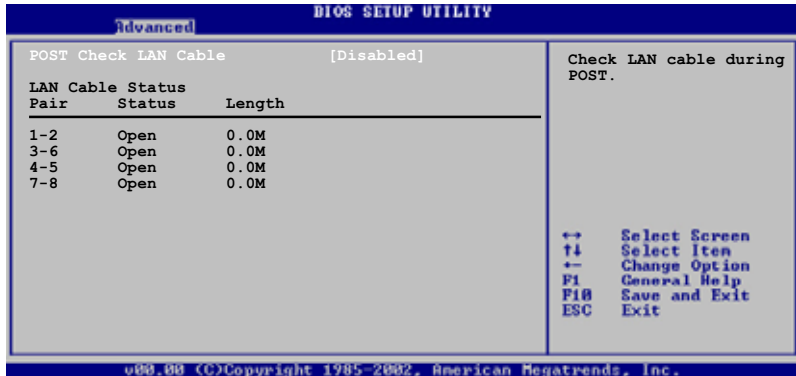 BIOS SETUP UTILITY
Advanced
POST Check LAN Cable [Disabled]
LAN Cable Status
Pair Status Length
1-2 Open 0.0M
3-6 Open 0.0M
4-5 Open 0.0M
7-8 Open 0.0M
Check LAN cable during
POST.
↔ Select Screen
↑↓ Select Item
+- Change Option
F1 General Help
F10 Save and Exit
ESC Exit
v00.00 (C)Copyright 1985-2002, American Megatrends, Inc.